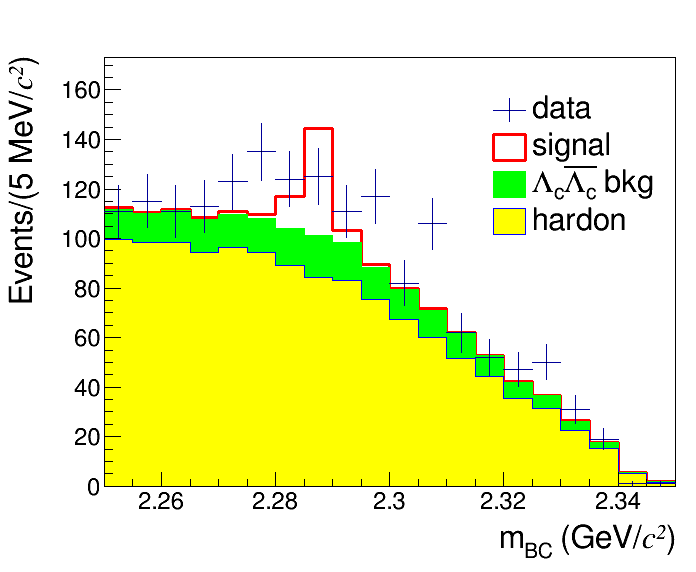 Events/(5 MeV/c²)
160
140
120
100
80
60
40
20
0
data
signal
Λc Λ̅c bkg
hardon
2.26 2.28 2.3 2.32 2.34
mBC (GeV/c²)